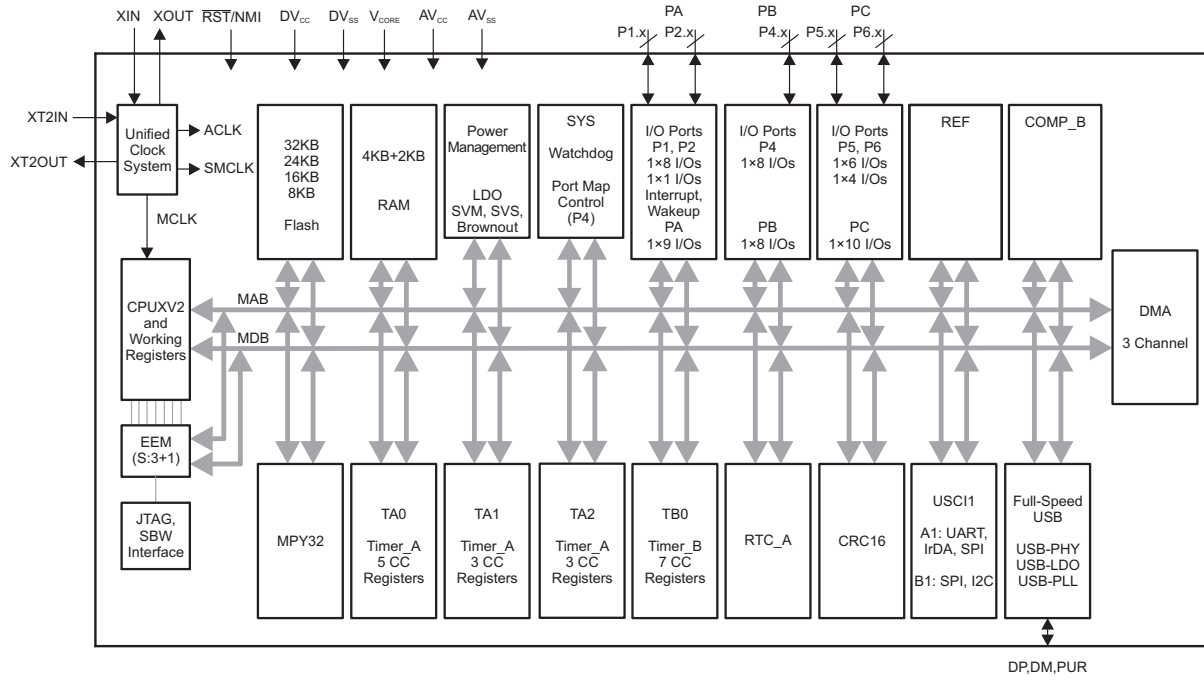 XIN XOUT RST/NMI DVCC DVSS VCORE AVCC AVSS
PA PB PC
P1.x P2.x P4.x P5.x P6.x
XT2IN
XT2OUT
Unified
Clock
System
ACLK
SMCLK
MCLK
32KB
24KB
16KB
8KB
Flash
4KB+2KB
RAM
Power
Management
LDO
SVM, SVS,
Brownout
SYS
Watchdog
Port Map
Control
(P4)
I/O Ports
P1, P2
1×8 I/Os
1×1 I/Os
Interrupt,
Wakeup
PA
1×9 I/Os
I/O Ports
P4
1×8 I/Os
PB
1×8 I/Os
I/O Ports
P5, P6
1×6 I/Os
1×4 I/Os
PC
1×10 I/Os
REF
COMP_B
CPUXV2
and
Working
Registers
MAB
MDB
DMA
3 Channel
EEM
(S:3+1)
JTAG,
SBW
Interface
MPY32
TA0
Timer_A
5 CC
Registers
TA1
Timer_A
3 CC
Registers
TA2
Timer_A
3 CC
Registers
TB0
Timer_B
7 CC
Registers
RTC_A
CRC16
USCI1
A1: UART,
IrDA, SPI
B1: SPI, I2C
Full-Speed
USB
USB-PHY
USB-LDO
USB-PLL
DP,DM,PUR